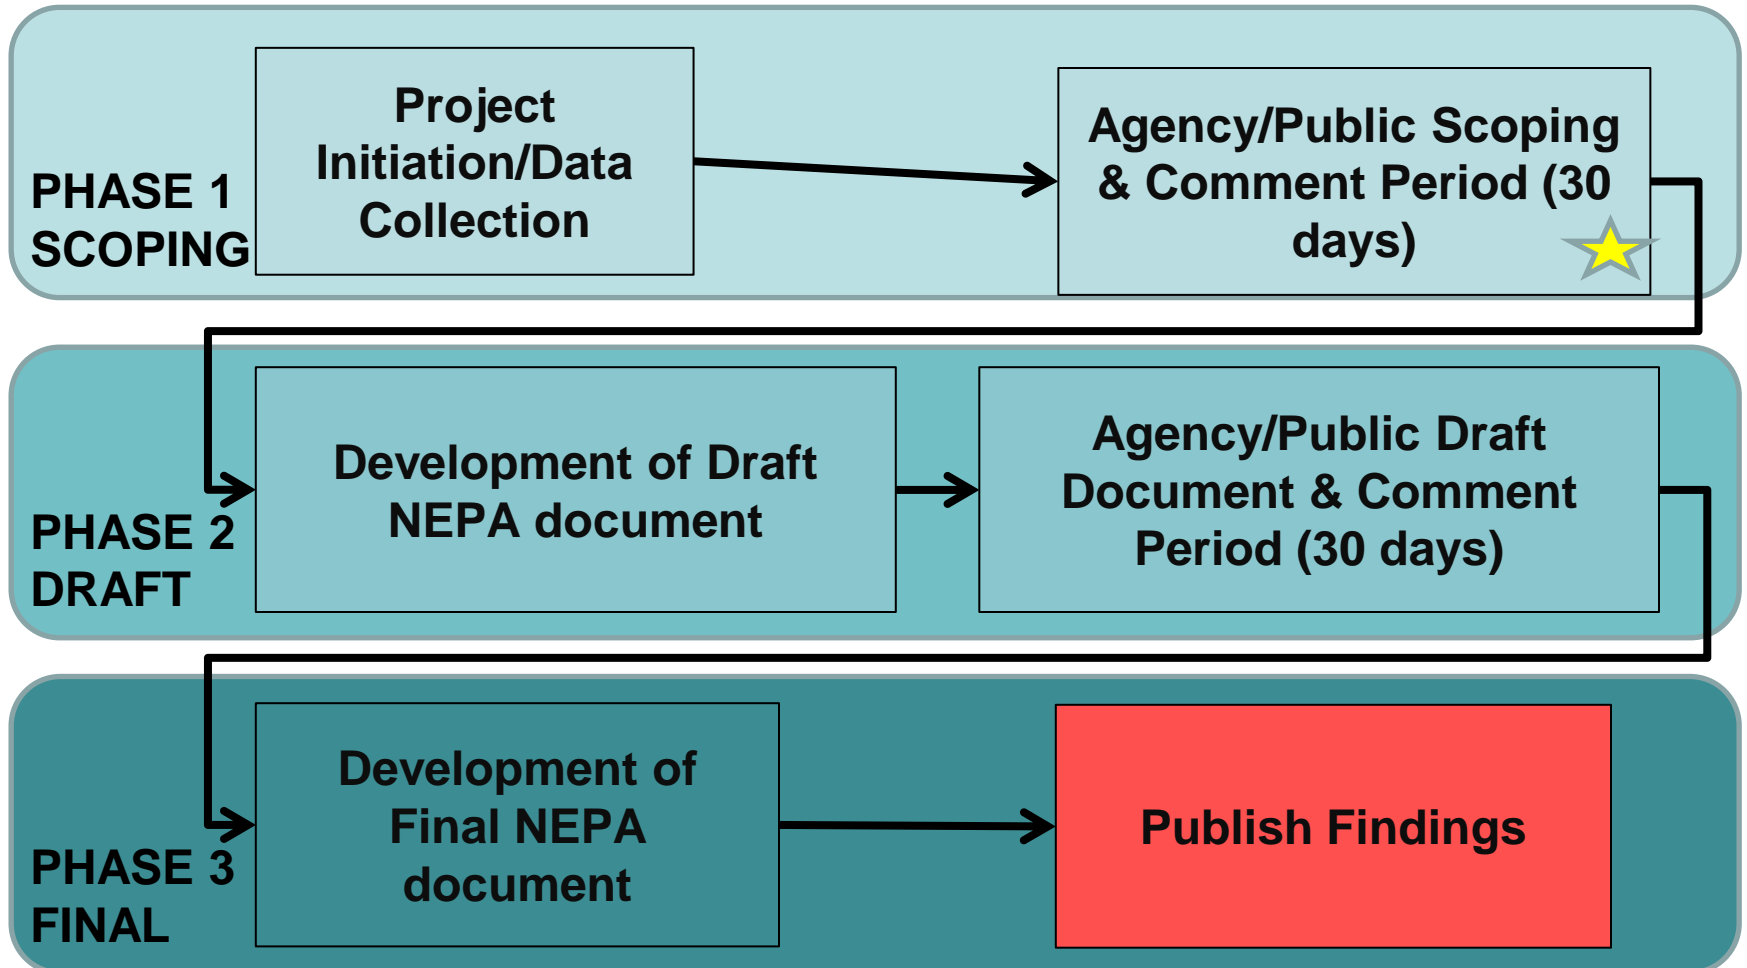 PHASE 1
SCOPING
Project
Initiation/Data
Collection
Agency/Public Scoping
& Comment Period (30
days)
PHASE 2
DRAFT
Development of Draft
NEPA document
Agency/Public Draft
Document & Comment
Period (30 days)
PHASE 3
FINAL
Development of
Final NEPA
document
Publish Findings